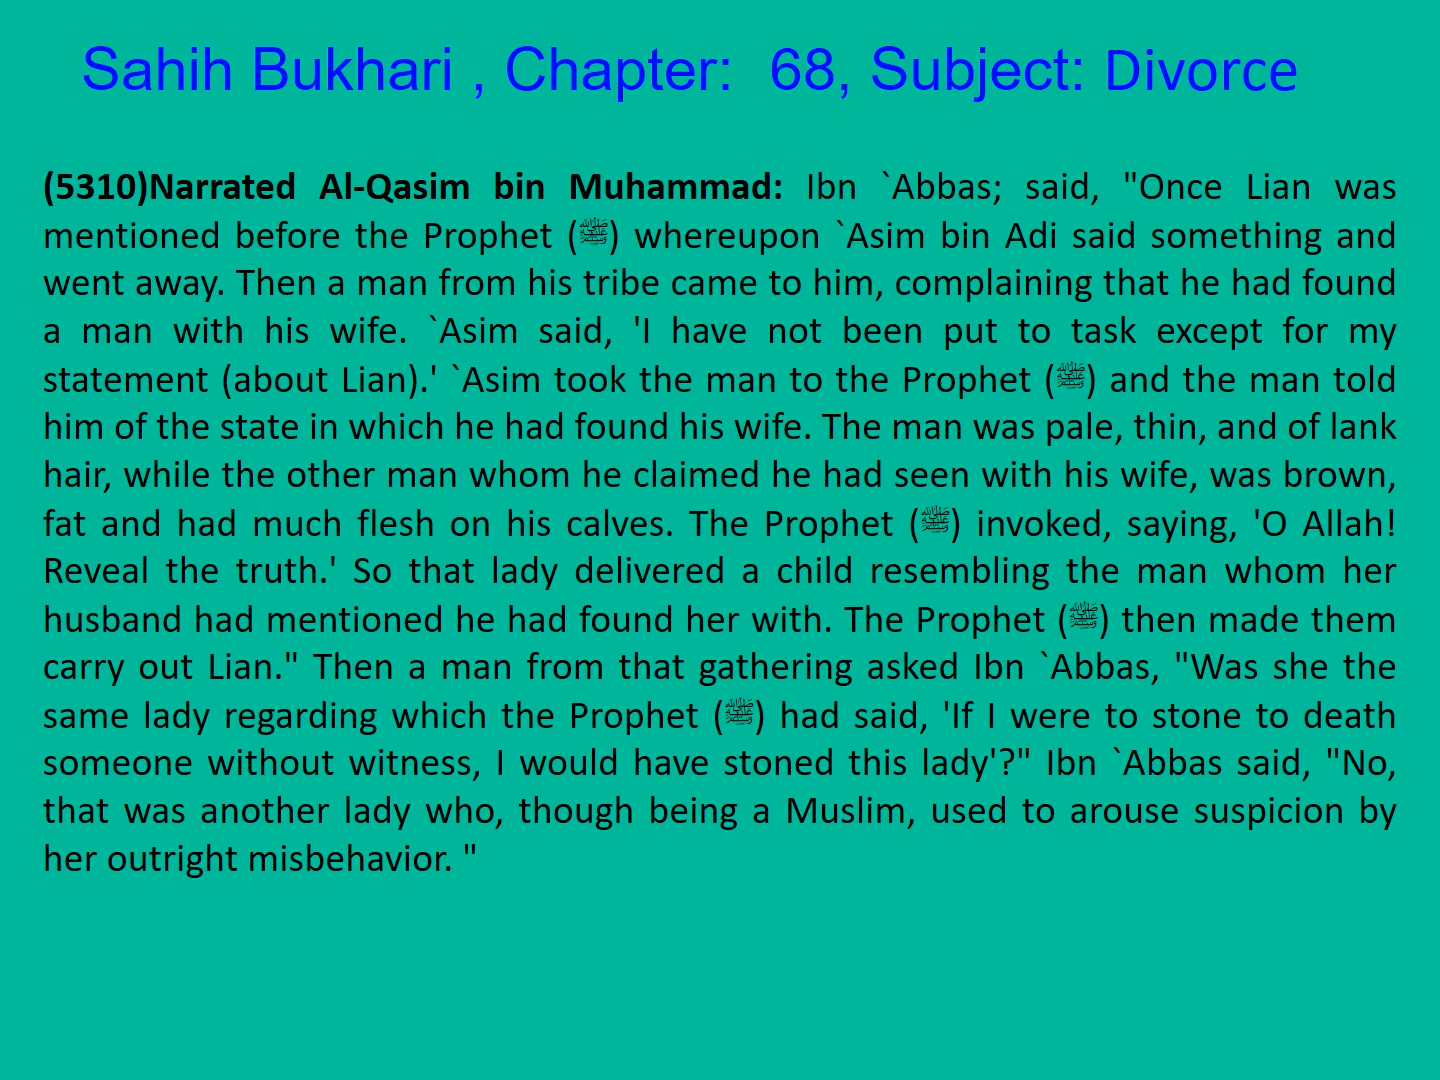 Sahih Bukhari , Chapter:  68, Subject: Divorce
(5310)Narrated Al-Qasim bin Muhammad: Ibn `Abbas; said, "Once Lian was
mentioned before the Prophet (ﷺ) whereupon `Asim bin Adi said something and
went away. Then a man from his tribe came to him, complaining that he had found
a man with his wife. `Asim said, 'I have not been put to task except for my
statement (about Lian).' `Asim took the man to the Prophet (ﷺ) and the man told
him of the state in which he had found his wife. The man was pale, thin, and of lank
hair, while the other man whom he claimed he had seen with his wife, was brown,
fat and had much flesh on his calves. The Prophet (ﷺ) invoked, saying, 'O Allah!
Reveal the truth.' So that lady delivered a child resembling the man whom her
husband had mentioned he had found her with. The Prophet (ﷺ) then made them
carry out Lian." Then a man from that gathering asked Ibn `Abbas, "Was she the
same lady regarding which the Prophet (ﷺ) had said, 'If I were to stone to death
someone without witness, I would have stoned this lady'?" Ibn `Abbas said, "No,
that was another lady who, though being a Muslim, used to arouse suspicion by
her outright misbehavior. "